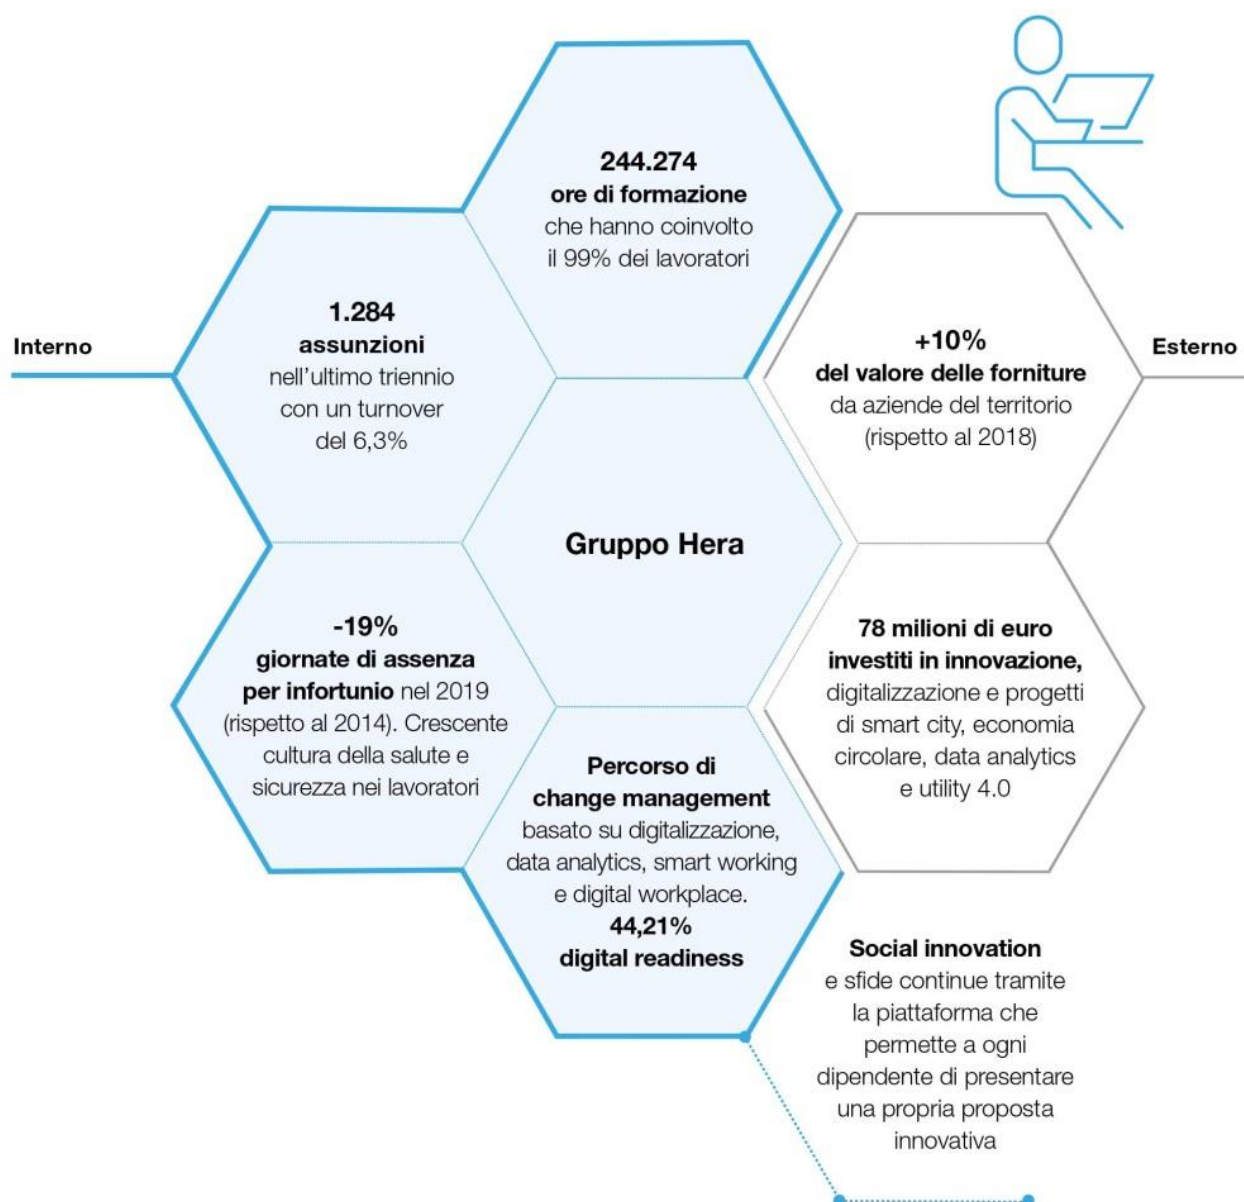 244.274
ore di formazione
che hanno coinvolto
il 99% dei lavoratori
Interno
1.284
assunzioni
nell'ultimo triennio
con un turnover
del 6,3%
+10%
del valore delle forniture
da aziende del territorio
(rispetto al 2018)
Esterno
Gruppo Hera
-19%
giornate di assenza
per infortunio nel 2019
(rispetto al 2014). Crescente
cultura della salute e
sicurezza nei lavoratori
78 milioni di euro
investiti in innovazione,
digitalizzazione e progetti
di smart city, economia
circolare, data analytics
e utility 4.0
Percorso di
change management
basato su digitalizzazione,
data analytics, smart working
e digital workplace.
44,21%
digital readiness
Social innovation
e sfide continue tramite
la piattaforma che
permette a ogni
dipendente di presentare
una propria proposta
innovativa